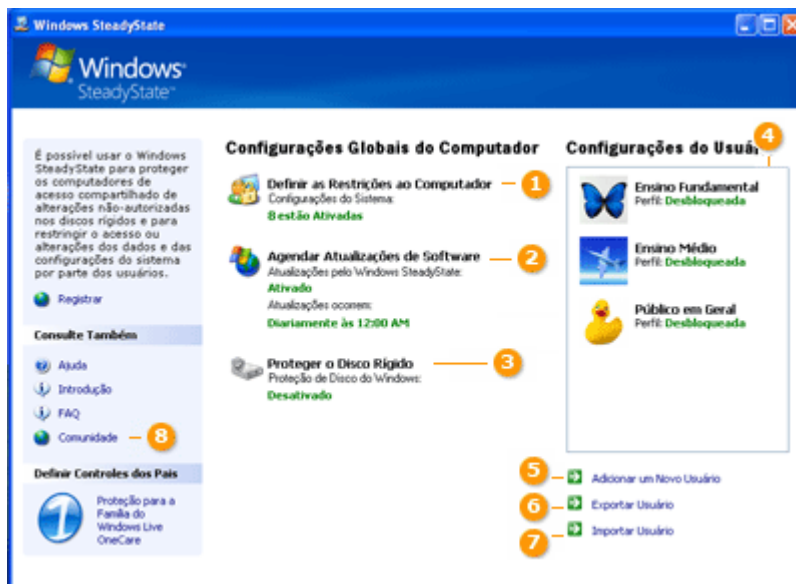 Windows SteadyState
Windows
SteadyState™
É possível usar o Windows
SteadyState para proteger
os computadores de
acesso compartilhado de
alterações não-autorizadas
nos discos rígidos e para
restringir o acesso ou
alterações dos dados e das
configurações do sistema
por parte dos usuários.
Registrar
Consulte Também
Ajuda
Introdução
FAQ
Comunidade
8
Definir Controles dos Pais
Proteção para a
Família do
Windows Live
OneCare
Configurações Globais do Computador
Definir as Restrições ao Computador
1
Configurações do Sistema:
8 estão Ativadas
Agendar Atualizações de Software
2
Atualizações pelo Windows SteadyState:
Ativado
Atualizações ocorrem:
Diariamente às 12:00 AM
Proteger o Disco Rígido
3
Proteção de Disco do Windows:
Desativado
Configurações do Usuár
4
Ensino Fundamental
Perfil: Desbloqueada
Ensino Médio
Perfil: Desbloqueada
Público em Geral
Perfil: Desbloqueada
5
Adicionar um Novo Usuário
6
Exportar Usuário
7
Importar Usuário